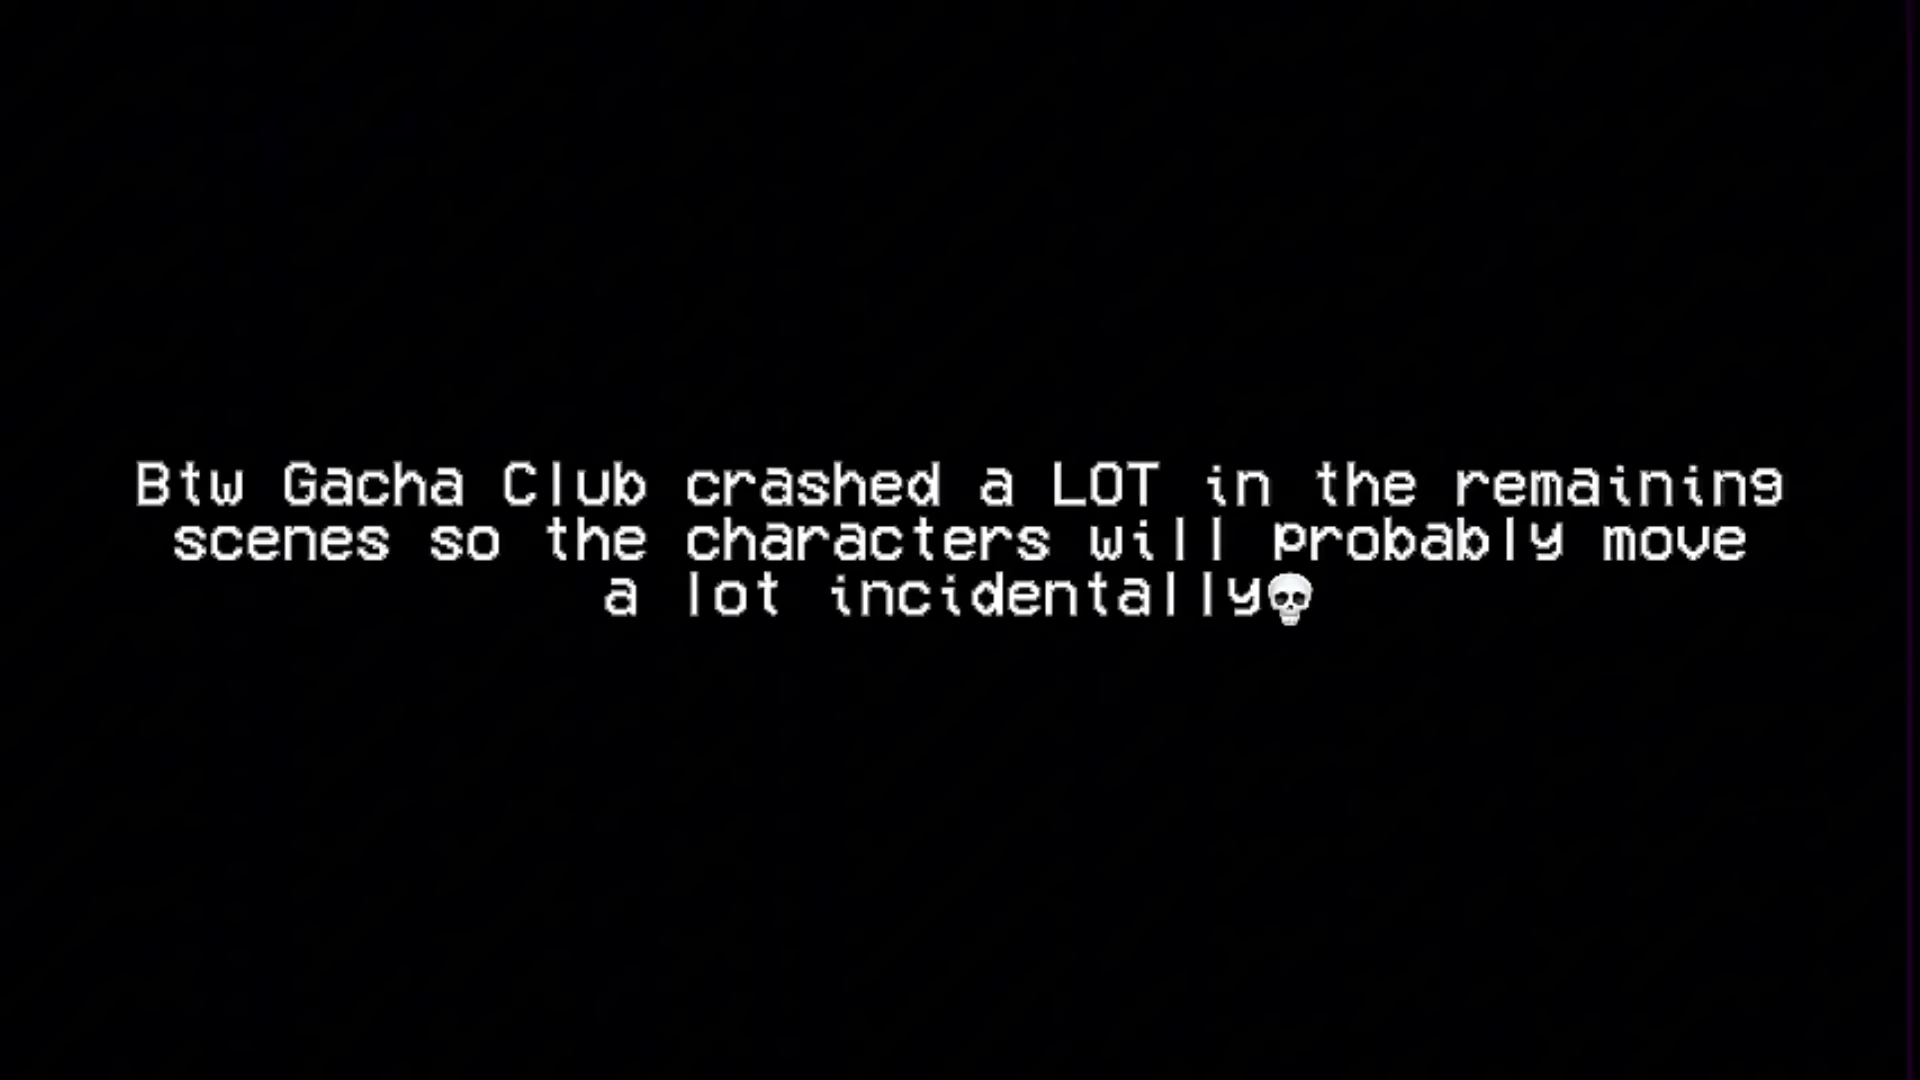 Btw Gacha Club crashed a LOT in the remaining
scenes so the characters will probably move
a lot incidentally💀